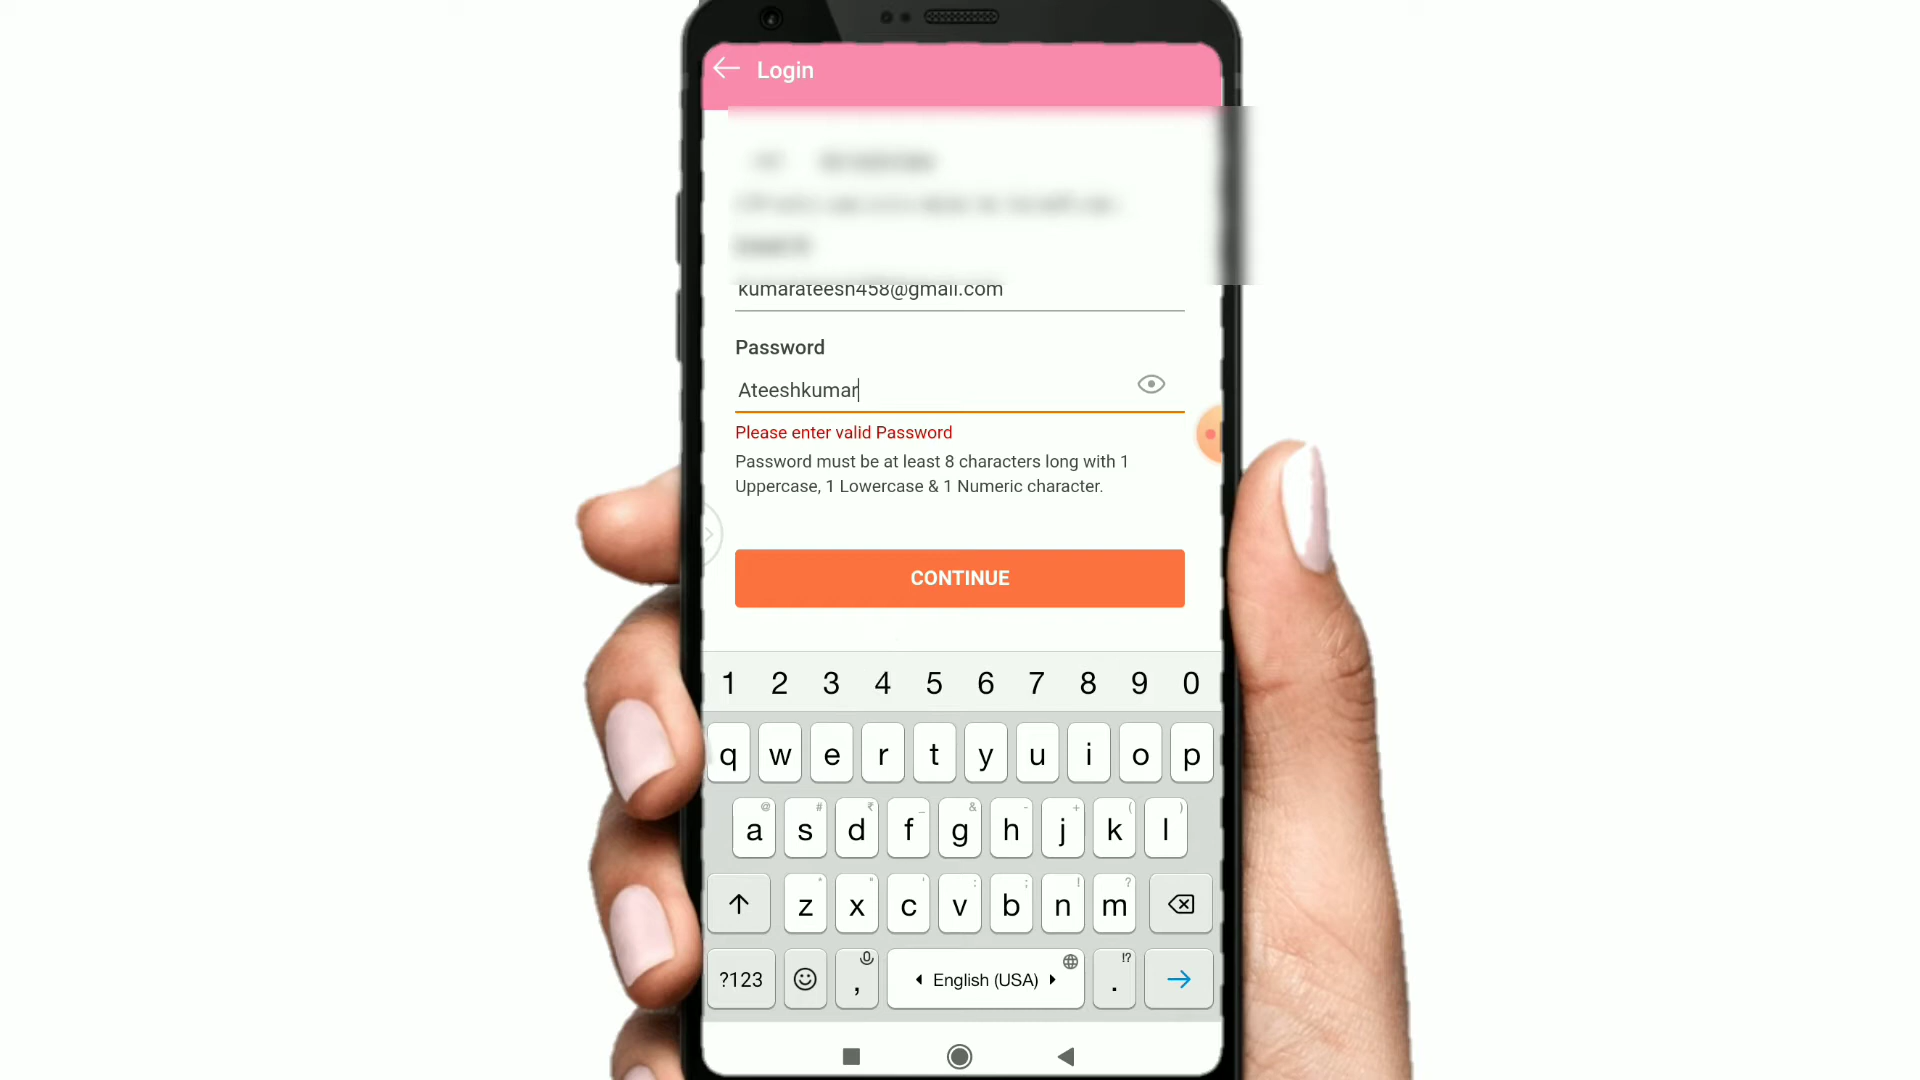 Login
kumarateesh458@gmail.com
Password
Ateeshkumar
Please enter valid Password
Password must be at least 8 characters long with 1
Uppercase, 1 Lowercase & 1 Numeric character.
CONTINUE
1 2 3 4 5 6 7 8 9 0
q w e r t y u i o p
@ # ₹ _ & - + ( )
a s d f g h j k l
* " ' : ; ! ?
z x c v b n m
!?
?123 , English (USA) .